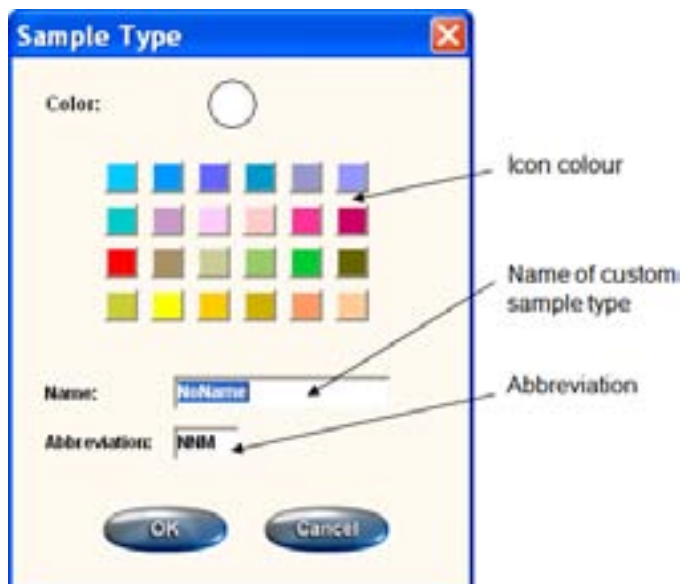 Sample Type
Color:
Icon colour
Name of custom
sample type
Name:
NoName
Abbreviation
Abbreviation:
NNM
OK
Cancel